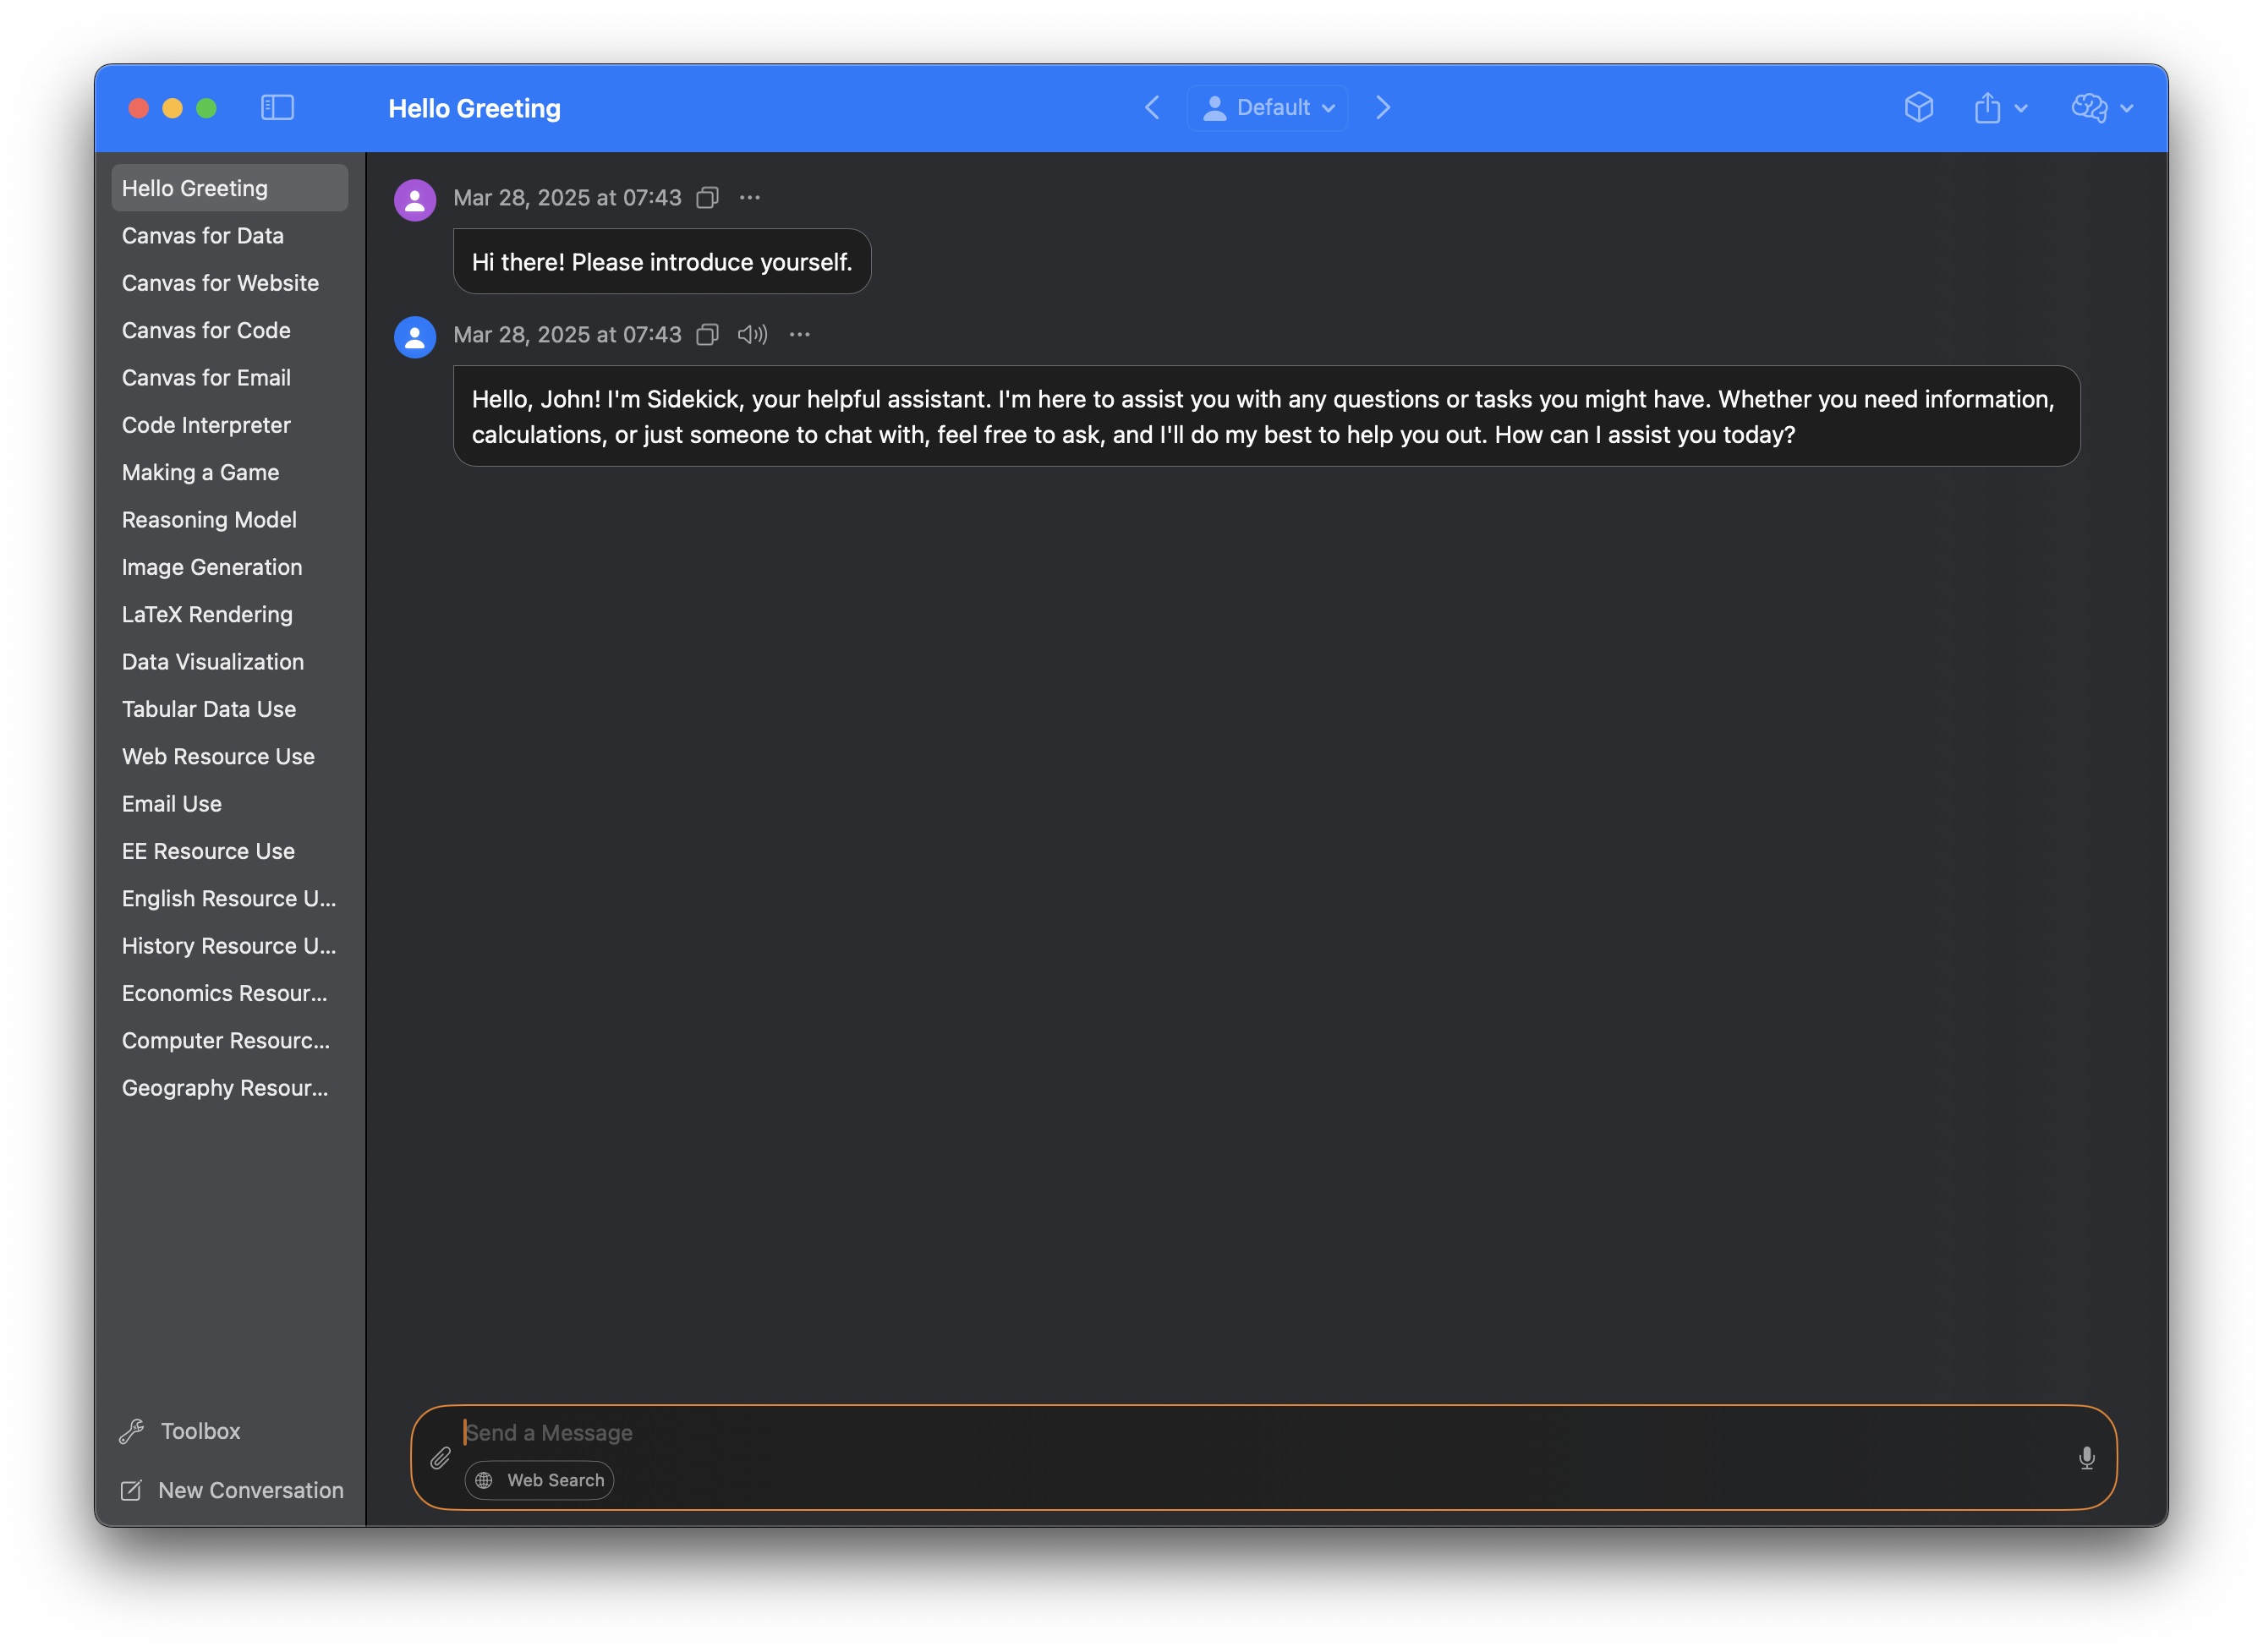 Hello Greeting
Default
Hello Greeting
Canvas for Data
Canvas for Website
Canvas for Code
Canvas for Email
Code Interpreter
Making a Game
Reasoning Model
Image Generation
LaTeX Rendering
Data Visualization
Tabular Data Use
Web Resource Use
Email Use
EE Resource Use
English Resource U...
History Resource U...
Economics Resour...
Computer Resourc...
Geography Resour...
Toolbox
New Conversation
Mar 28, 2025 at 07:43
Hi there! Please introduce yourself.
Mar 28, 2025 at 07:43
Hello, John! I'm Sidekick, your helpful assistant. I'm here to assist you with any questions or tasks you might have. Whether you need information,
calculations, or just someone to chat with, feel free to ask, and I'll do my best to help you out. How can I assist you today?
Send a Message
Web Search